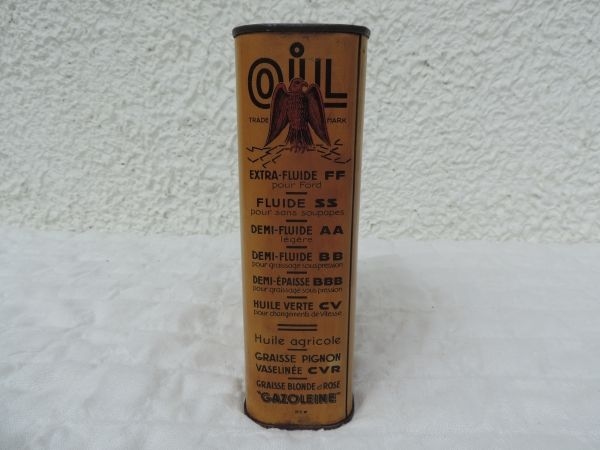 OiL
TRADE MARK
EXTRA-FLUIDE FF
pour Ford
FLUIDE SS
pour sans soupapes
DEMI-FLUIDE AA
légère
DEMI-FLUIDE BB
pour graissage sous pression
DEMI-ÉPAISSE BBB
pour graissage sous pression
HUILE VERTE CV
pour changements de Vitesse
Huile agricole
GRAISSE PIGNON
VASELINÉE CVR
GRAISSE BLONDE et ROSE
"GAZOLEINE"